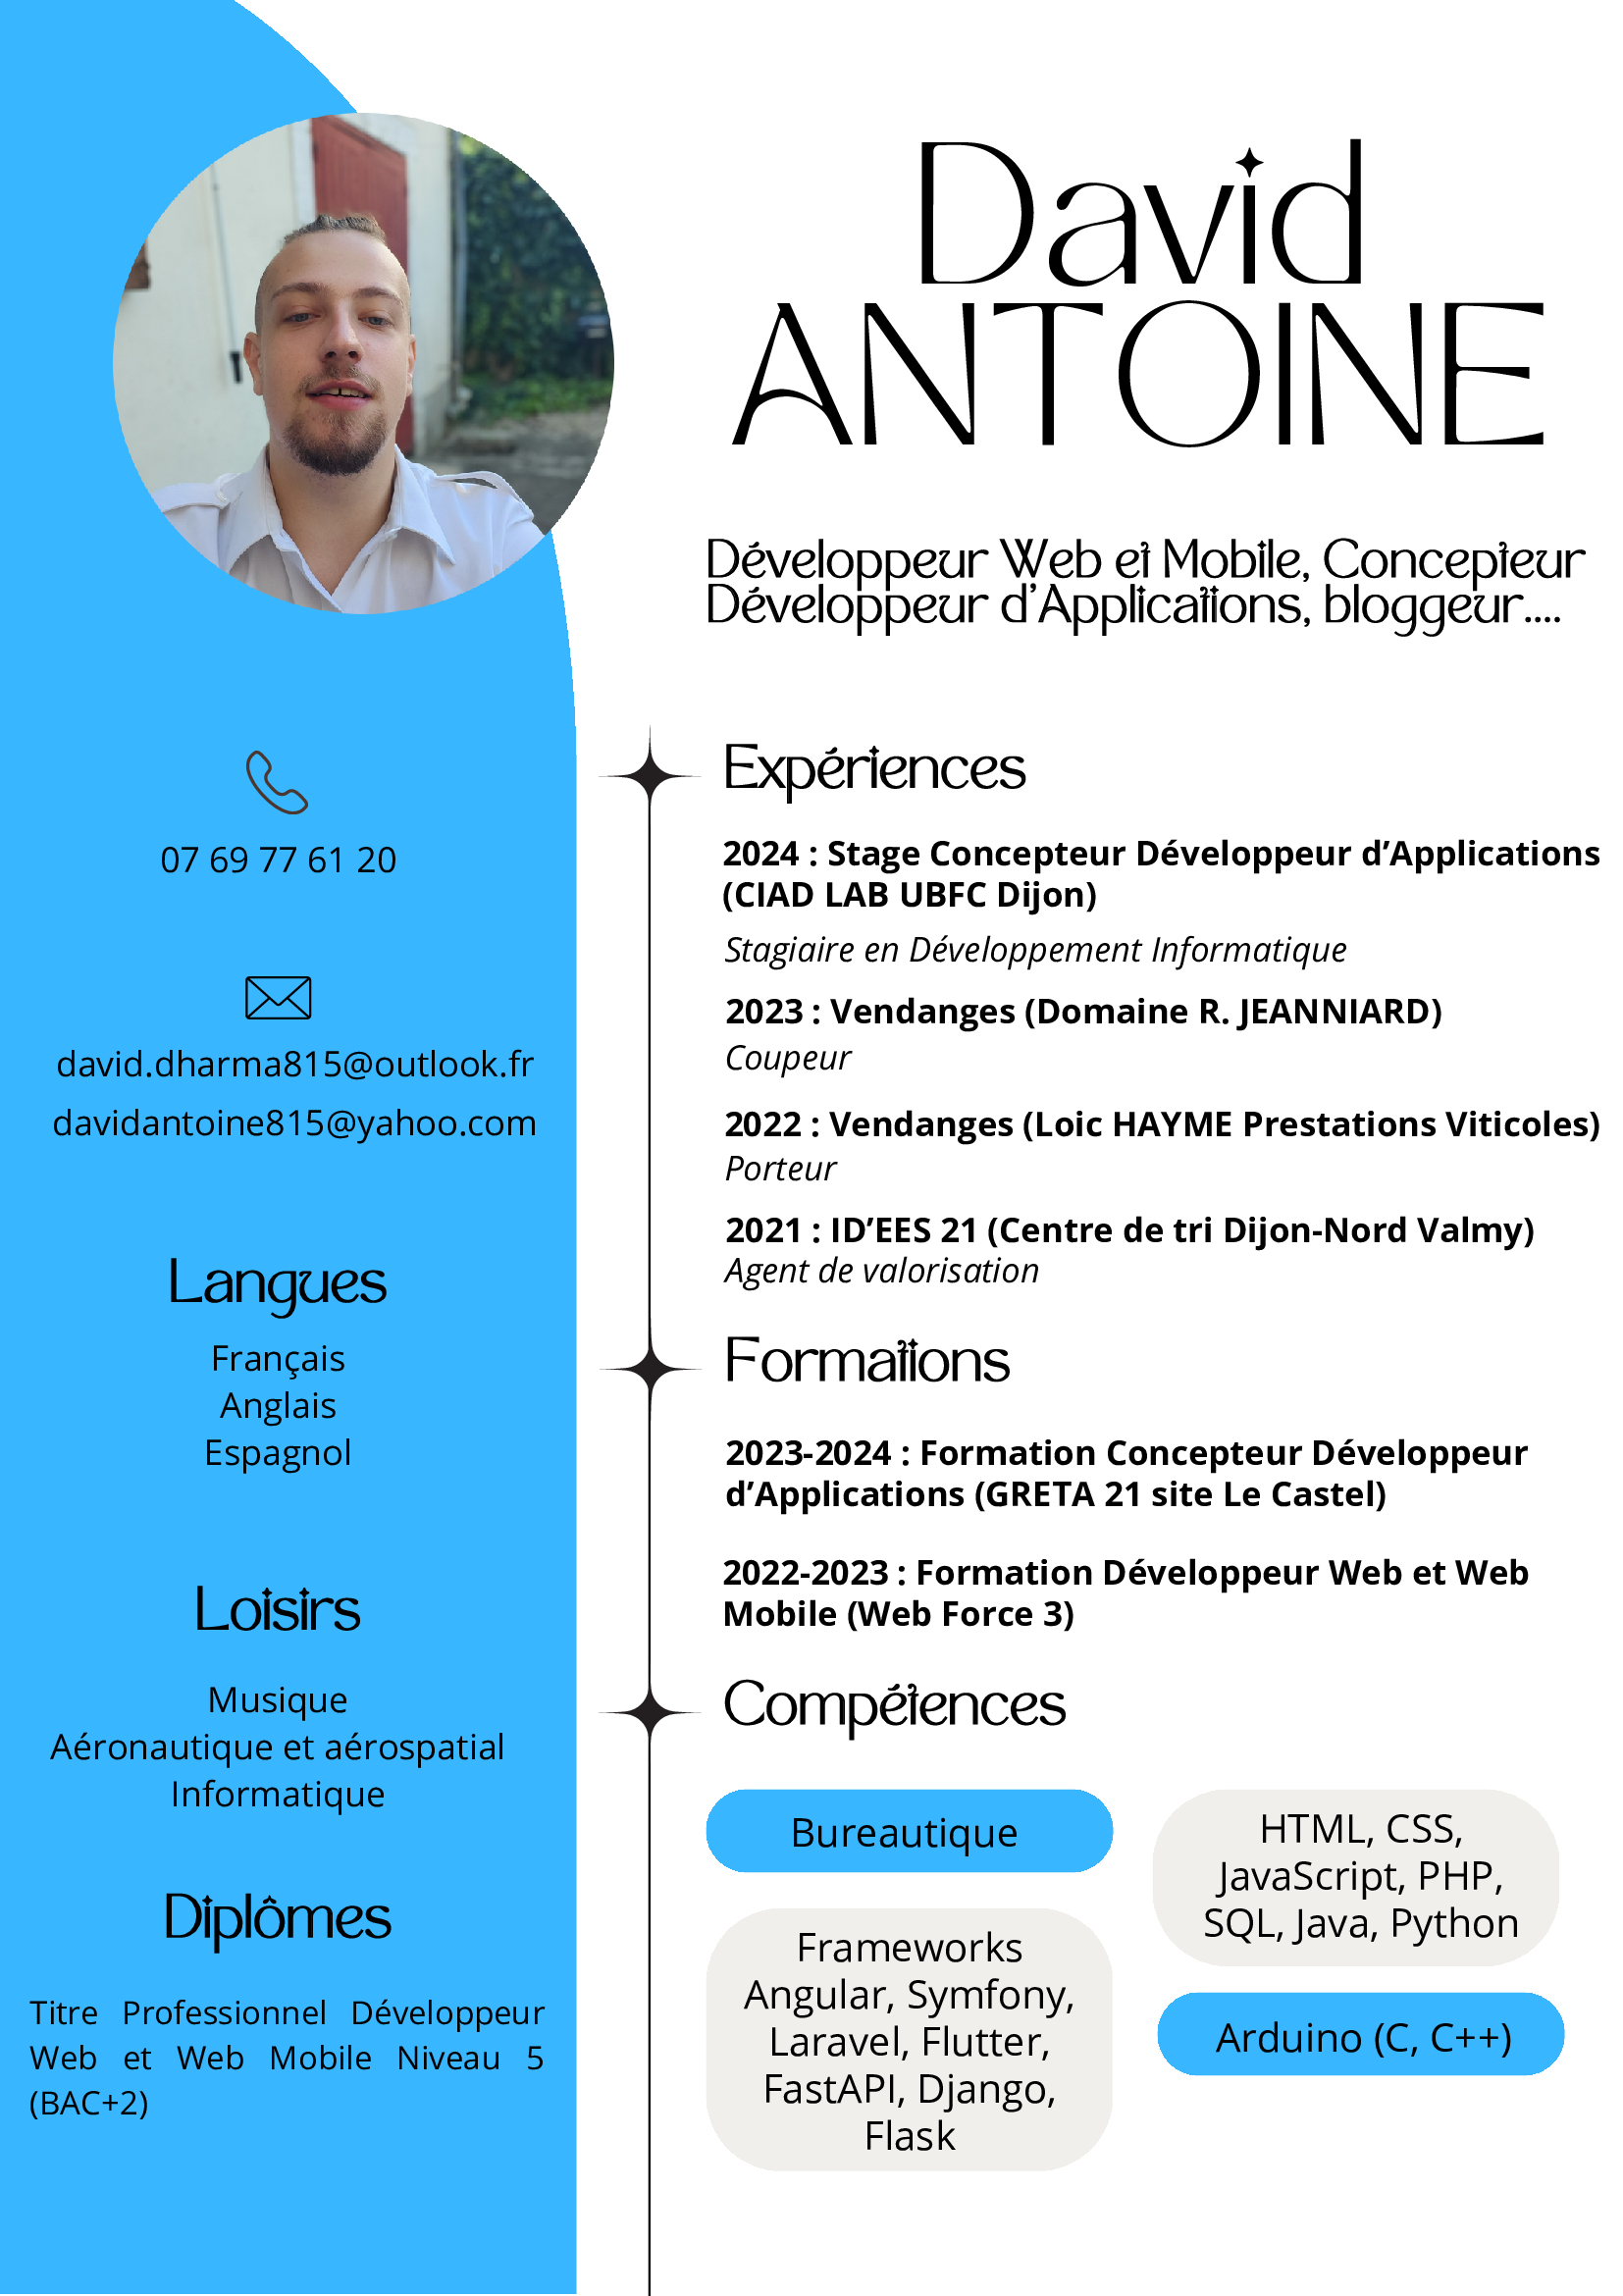 David
ANTOINE
Développeur Web et Mobile, Concepteur
Développeur d’Applications, bloggeur....
07 69 77 61 20
david.dharma815@outlook.fr
davidantoine815@yahoo.com
Langues
Français
Anglais
Espagnol
Loisirs
Musique
Aéronautique et aérospatial
Informatique
Diplômes
Titre Professionnel Développeur
Web et Web Mobile Niveau 5
(BAC+2)
Expériences
2024 : Stage Concepteur Développeur d’Applications
(CIAD LAB UBFC Dijon)
Stagiaire en Développement Informatique
2023 : Vendanges (Domaine R. JEANNIARD)
Coupeur
2022 : Vendanges (Loic HAYME Prestations Viticoles)
Porteur
2021 : ID’EES 21 (Centre de tri Dijon-Nord Valmy)
Agent de valorisation
Formations
2023-2024 : Formation Concepteur Développeur
d’Applications (GRETA 21 site Le Castel)
2022-2023 : Formation Développeur Web et Web
Mobile (Web Force 3)
Compétences
Bureautique
Frameworks
Angular, Symfony,
Laravel, Flutter,
FastAPI, Django,
Flask
HTML, CSS,
JavaScript, PHP,
SQL, Java, Python
Arduino (C, C++)